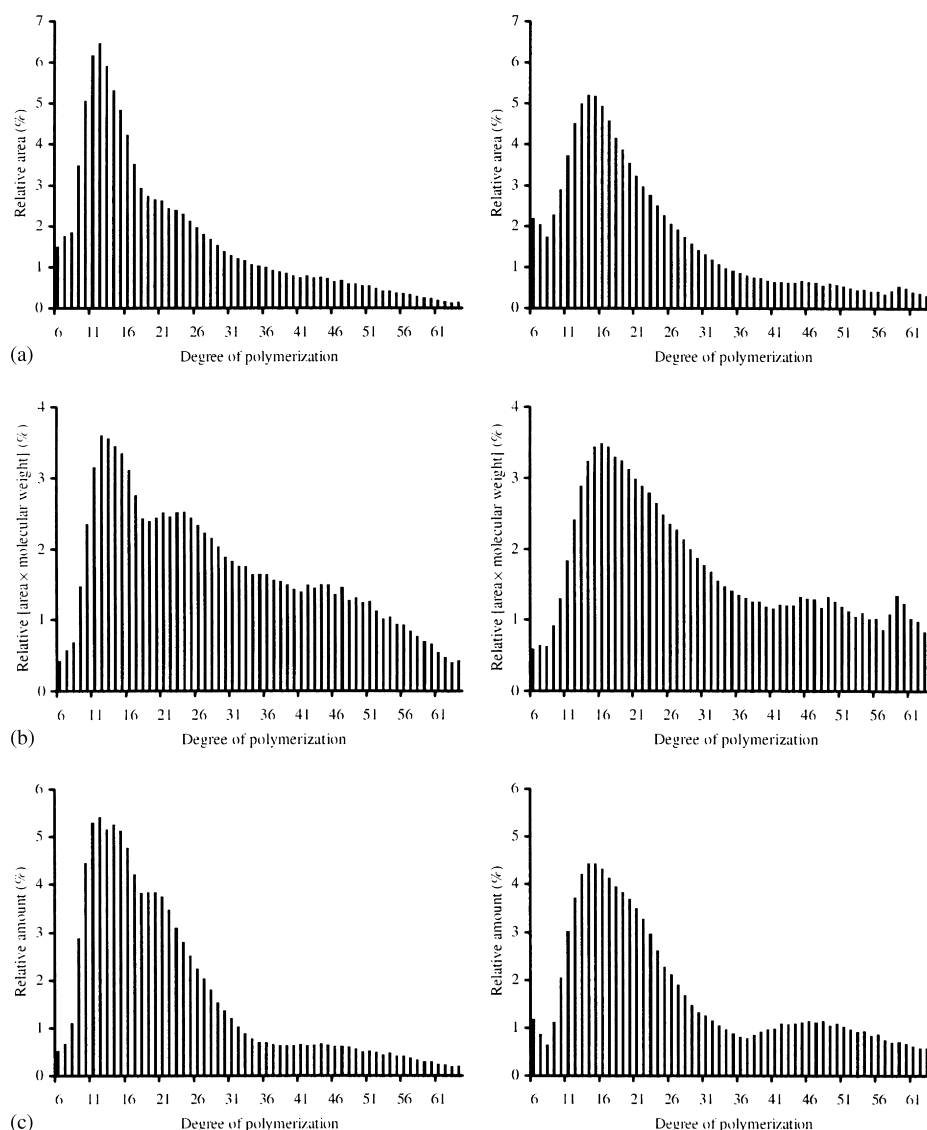 7
6
5
4
3
2
1
0
Relative area (%)
6 11 16 21 26 31 36 41 46 51 56 61
Degree of polymerization
7
6
5
4
3
2
1
0
Relative area (%)
6 11 16 21 26 31 36 41 46 51 56 61
Degree of polymerization
(a)
4
3
2
1
0
Relative [area× molecular weight] (%)
6 11 16 21 26 31 36 41 46 51 56 61
Degree of polymerization
4
3
2
1
0
Relative [area× molecular weight] (%)
6 11 16 21 26 31 36 41 46 51 56 61
Degree of polymerization
(b)
6
5
4
3
2
1
0
Relative amount (%)
6 11 16 21 26 31 36 41 46 51 56 61
Degree of polymerization
6
5
4
3
2
1
0
Relative amount (%)
6 11 16 21 26 31 36 41 46 51 56 61
Degree of polymerization
(c)